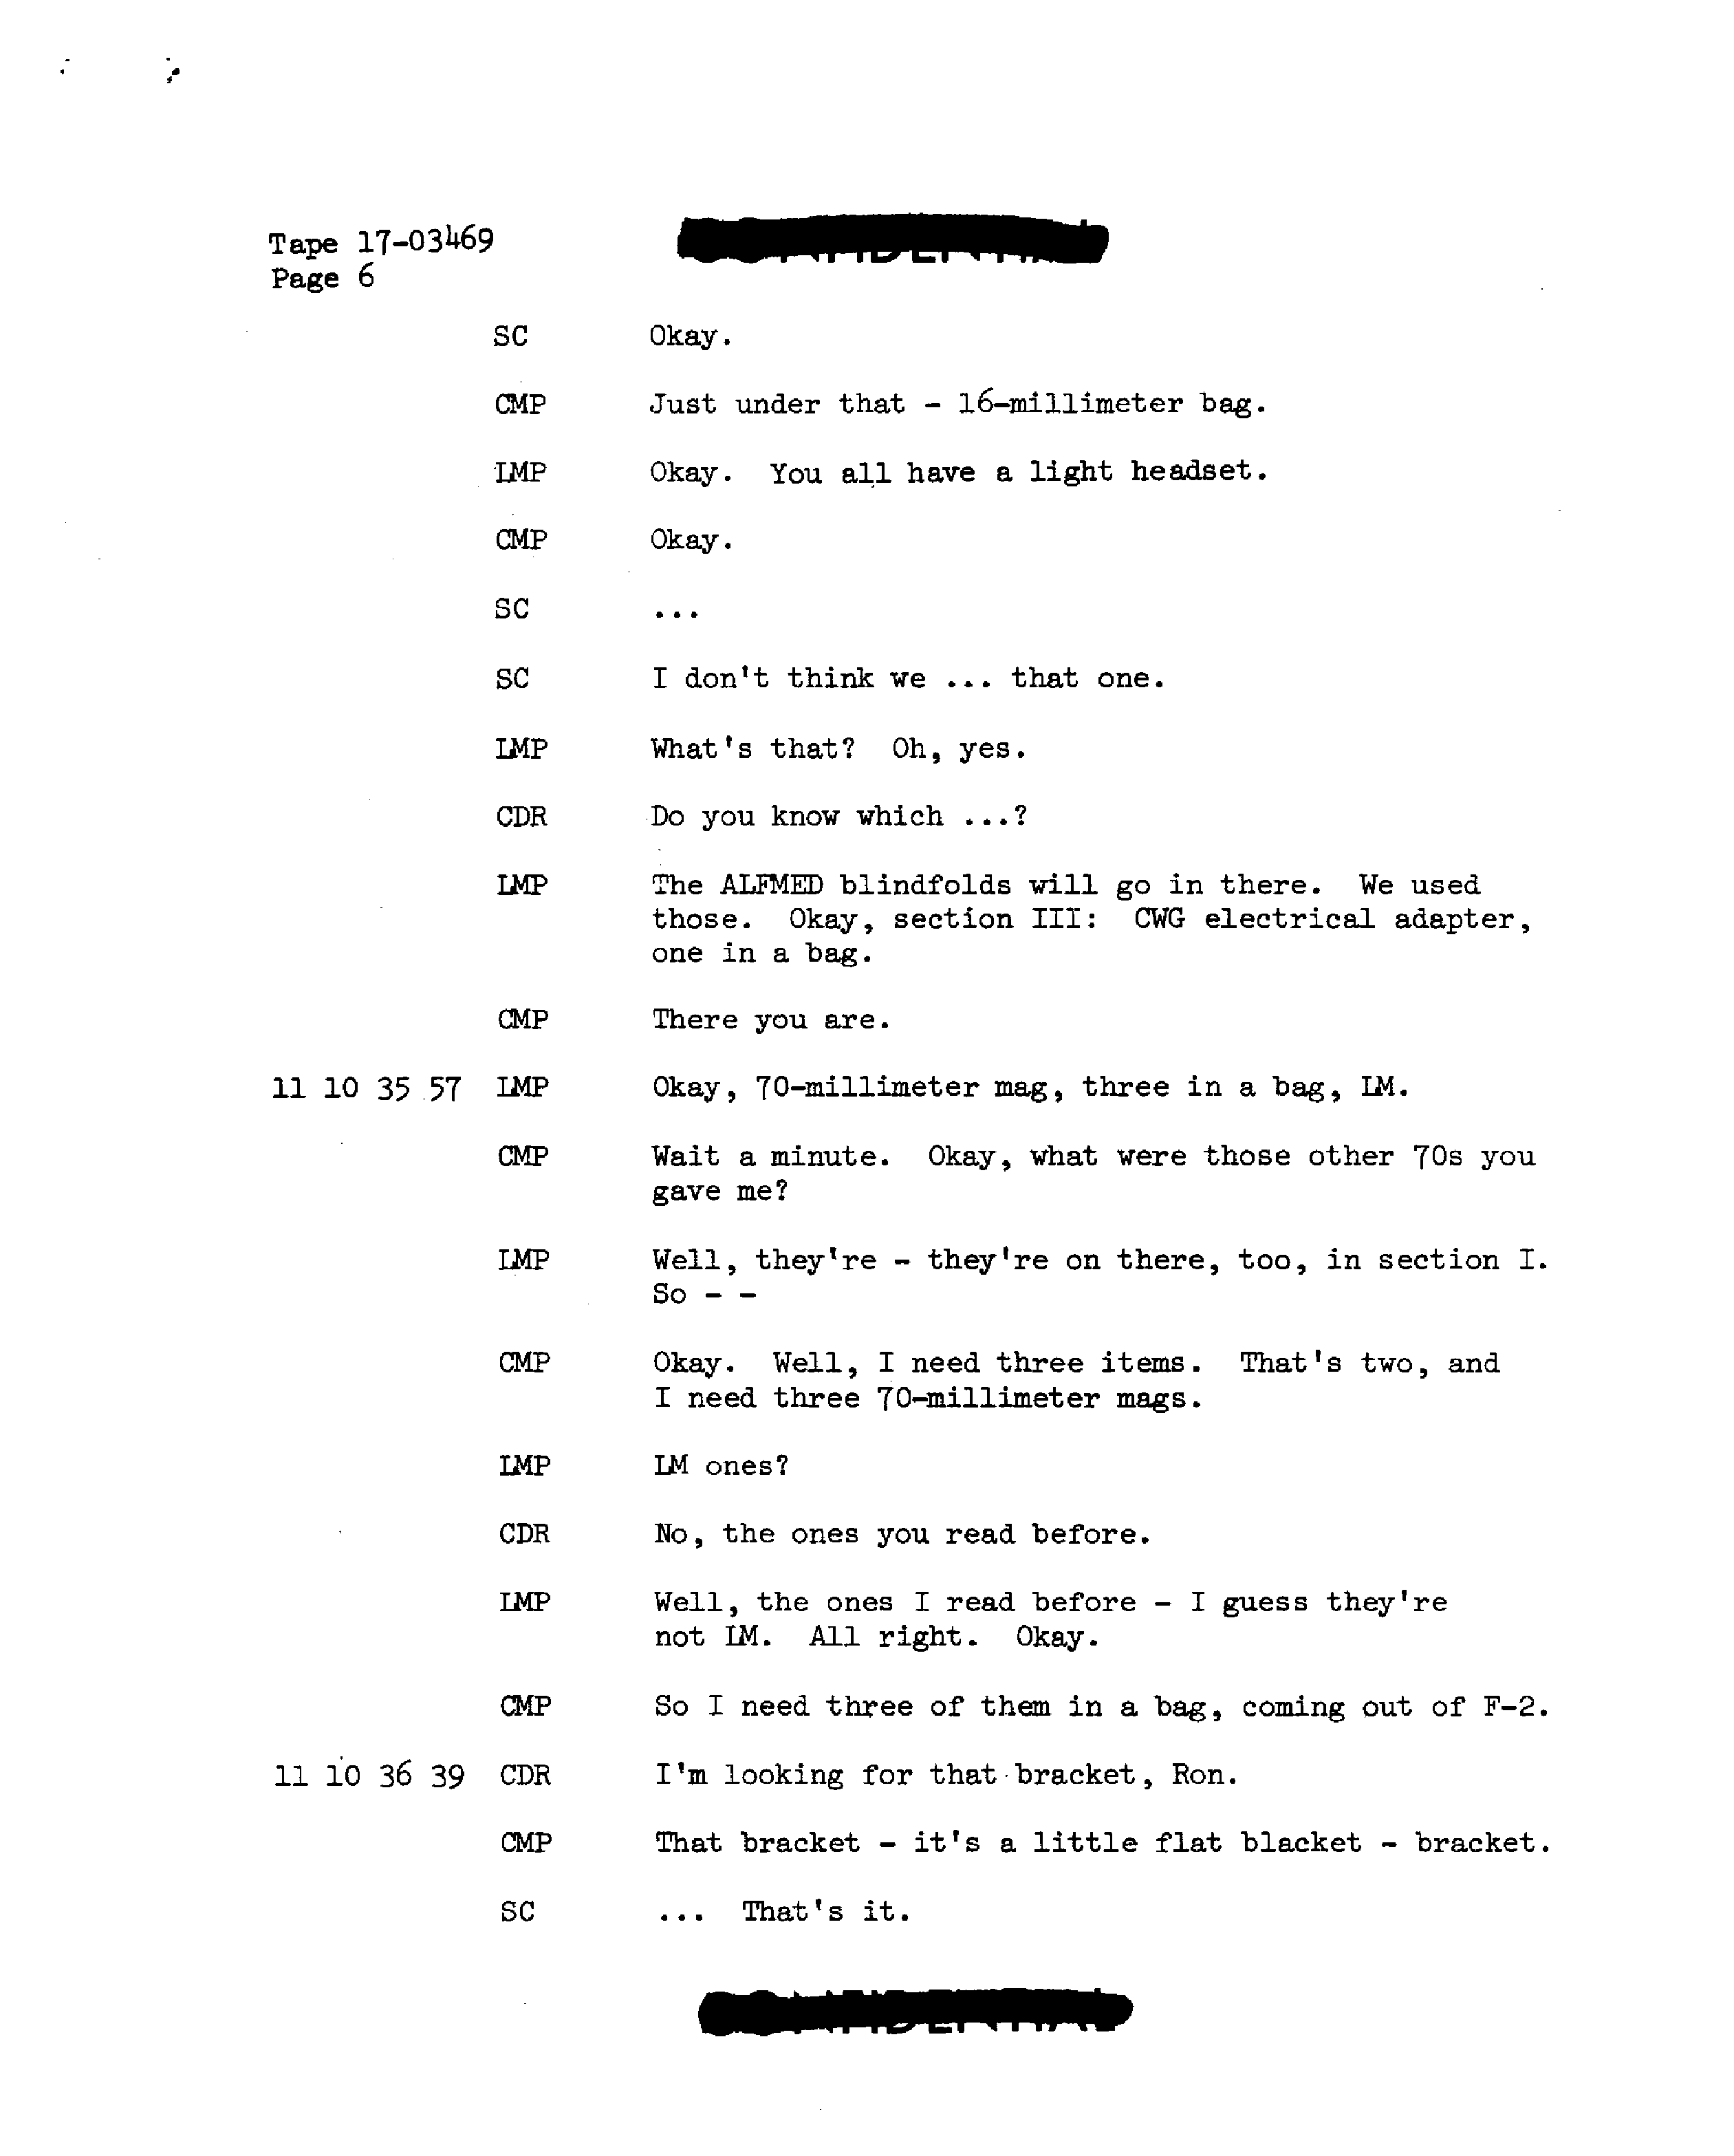 Tape 17-03469
Page 6
SC Okay.
CMP Just under that - 16-millimeter bag.
LMP Okay. You all have a light headset.
CMP Okay.
SC ...
SC I don't think we ... that one.
LMP What's that? Oh, yes.
CDR Do you know which ...?
LMP The ALFMED blindfolds will go in there. We used
those. Okay, section III: CWG electrical adapter,
one in a bag.
CMP There you are.
11 10 35 57 LMP Okay, 70-millimeter mag, three in a bag, LM.
CMP Wait a minute. Okay, what were those other 70s you
gave me?
LMP Well, they're - they're on there, too, in section I.
So - -
CMP Okay. Well, I need three items. That's two, and
I need three 70-millimeter mags.
LMP LM ones?
CDR No, the ones you read before.
LMP Well, the ones I read before - I guess they're
not LM. All right. Okay.
CMP So I need three of them in a bag, coming out of F-2.
11 10 36 39 CDR I'm looking for that bracket, Ron.
CMP That bracket - it's a little flat blacket - bracket.
SC ... That's it.